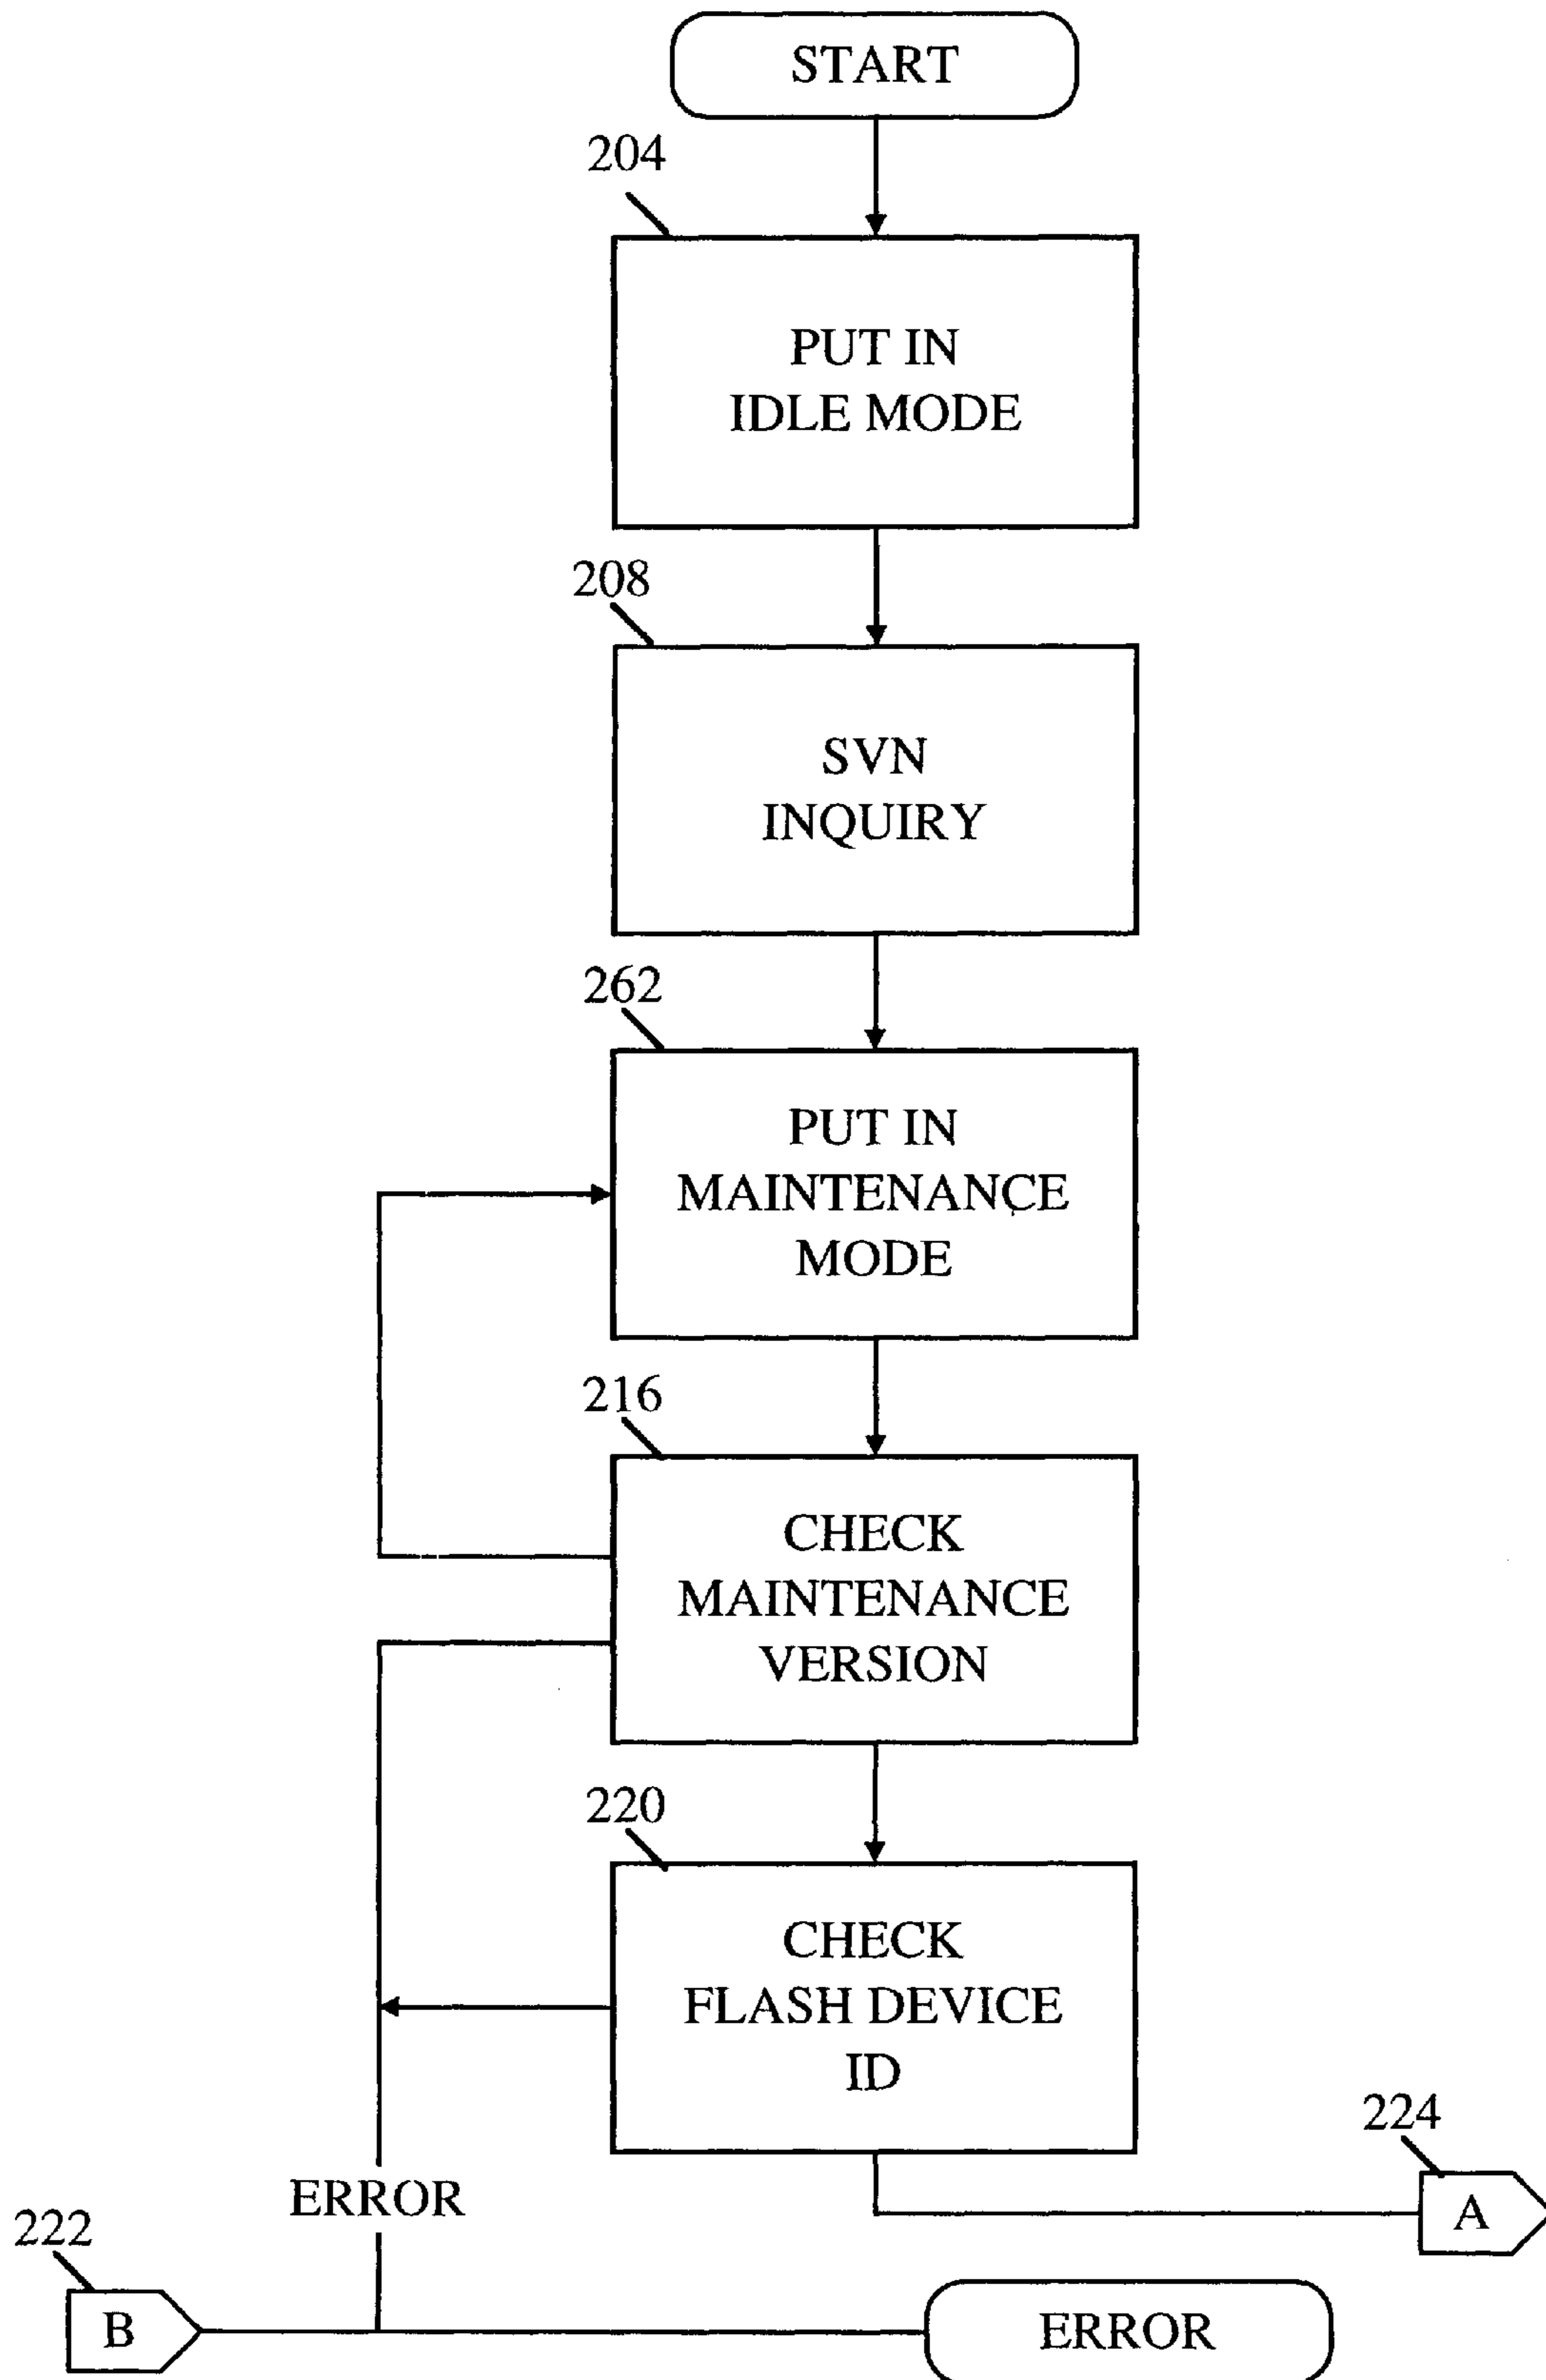 START
204
PUT IN
IDLE MODE
208
SVN
INQUIRY
262
PUT IN
MAINTENANCE
MODE
216
CHECK
MAINTENANCE
VERSION
220
CHECK
FLASH DEVICE
ID
224
A
ERROR
222
B
ERROR